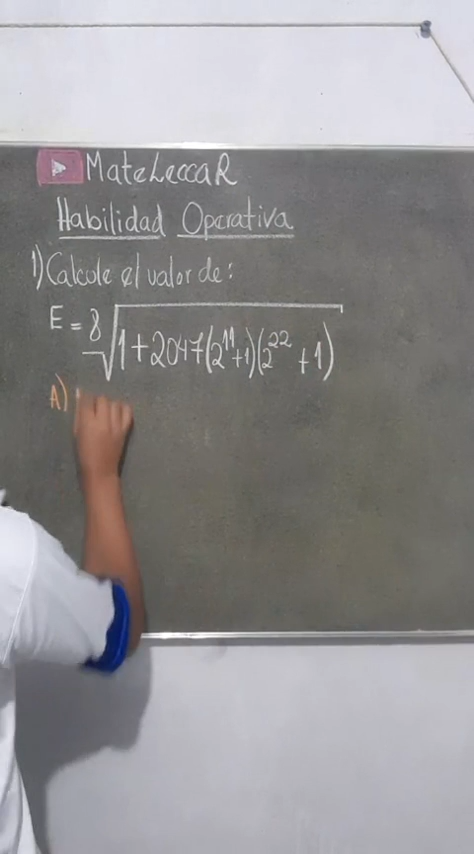 MateLeccaR
Habilidad Operativa
1) Calcule el valor de:
E = ⁸√(1+2047(2¹¹+1)(2²²+1))
A)